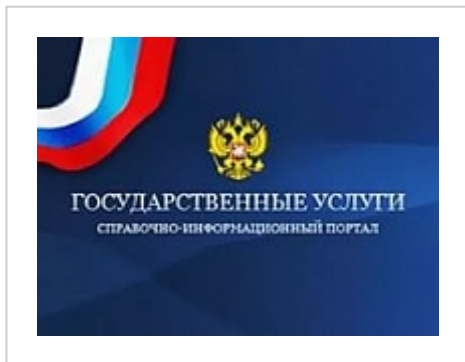 ГОСУДАРСТВЕННЫЕ УСЛУГИ
СПРАВОЧНО-ИНФОРМАЦИОННЫЙ ПОРТАЛ